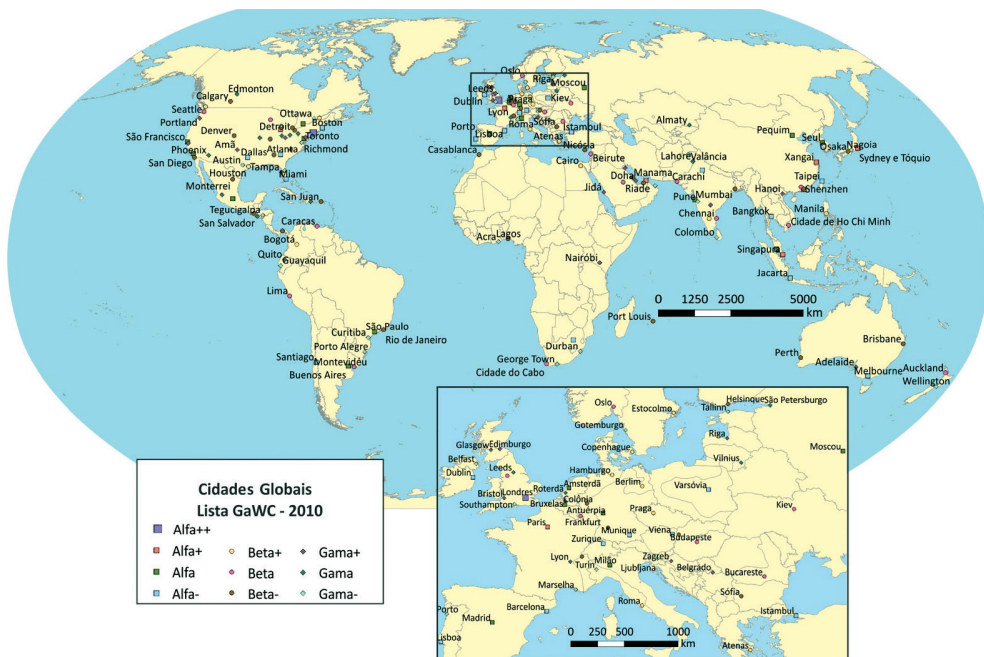 Oslo
Riga
Moscou
Leeds
Dublin
Praga
Kiev
Lyon
Sófia
Roma
Istambul
Porto
Lisboa
Atenas
Nicósia
Casablanca
Cairo
Beirute
Edmonton
Calgary
Seattle
Ottawa
Portland
Detroit
Boston
Denver
Toronto
São Francisco
Amã
Richmond
Phoenix
Dallas
Atlanta
San Diego
Austin
Tampa
Houston
Miami
Monterrei
San Juan
Tegucigalpa
San Salvador
Caracas
Bogotá
Quito
Guayaquil
Lima
São Paulo
Curitiba
Rio de Janeiro
Porto Alegre
Santiago
Montevidéu
Buenos Aires
Almaty
Pequim
Seul
Osaka
Nagoia
Lahore
Valância
Xangai
Sydney e Tóquio
Doha
Manama
Carachi
Taipei
Jidá
Riade
Pune
Mumbai
Hanoi
Shenzhen
Chennai
Bangkok
Manila
Colombo
Cidade de Ho Chi Minh
Acra
Lagos
Singapura
Nairóbi
Jacarta
0 1250 2500 5000
km
Port Louis
Durban
Brisbane
George Town
Perth
Adelaide
Cidade do Cabo
Melbourne
Auckland
Wellington
Cidades Globais
Lista GaWC - 2010
Alfa++
Alfa+ Beta+ Gama+
Alfa Beta Gama
Alfa- Beta- Gama-
Oslo
Estocolmo
Helsinque
São Petersburgo
Tallinn
Gotemburgo
Riga
Moscou
Glasgow
Edimburgo
Copenhague
Belfast
Vilnius
Dublin
Leeds
Hamburgo
Roterdã
Amsterdã
Berlim
Varsóvia
Bristol
Londres
Colônia
Southampton
Bruxelas
Antuérpia
Praga
Kiev
Paris
Frankfurt
Munique
Viena
Budapeste
Zurique
Lyon
Milão
Zagreb
Turin
Ljubliana
Belgrado
Bucareste
Marselha
Sófia
Porto
Barcelona
Roma
Madrid
Istambul
Lisboa
Atenas
0 250 500 1000
km